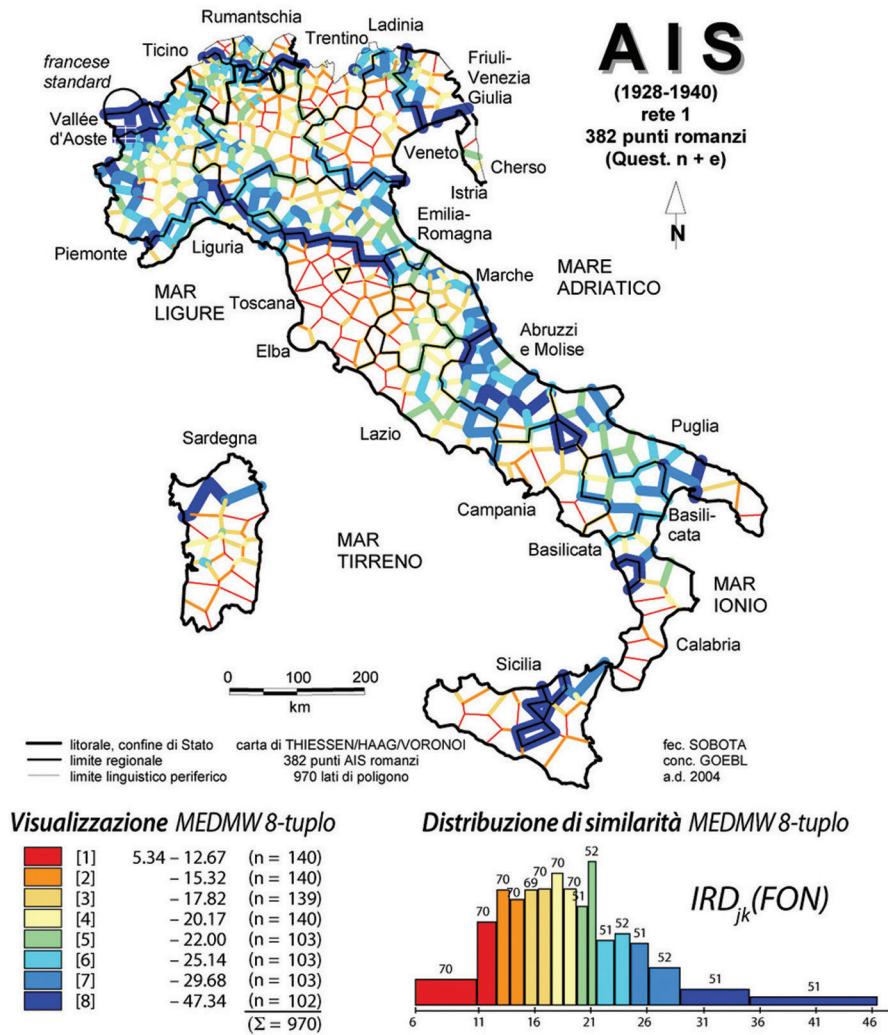 Rumantschia
Ladinia
Ticino
Trentino
francese
standard
Friuli-
Venezia
Giulia
Vallée
d'Aoste
Veneto
Cherso
Istria
Emilia-
Romagna
Piemonte
Liguria
Marche
MAR
LIGURE
Toscana
MARE
ADRIATICO
Elba
Abruzzi
e Molise
Lazio
Puglia
Sardegna
Campania
Basili-
cata
Basilicata
MAR
TIRRENO
MAR
IONIO
Calabria
Sicilia
AIS
(1928-1940)
rete 1
382 punti romanzi
(Quest. n + e)
N
0 100 200
km
litorale, confine di Stato
limite regionale
limite linguistico periferico
carta di THIESSEN/HAAG/VORONOI
382 punti AIS romanzi
970 lati di poligono
fec. SOBOTA
conc. GOEBL
a.d. 2004
Visualizzazione MEDMW 8-tuplo
[1] 5.34 – 12.67 (n = 140)
[2] – 15.32 (n = 140)
[3] – 17.82 (n = 139)
[4] – 20.17 (n = 140)
[5] – 22.00 (n = 103)
[6] – 25.14 (n = 103)
[7] – 29.68 (n = 103)
[8] – 47.34 (n = 102)
(Σ = 970)
Distribuzione di similarità MEDMW 8-tuplo
IRDjk(FON)
70 70 70 70 69 70 70 70 51 52 51 52 51 52 51 51
6 11 16 21 26 31 36 41 46